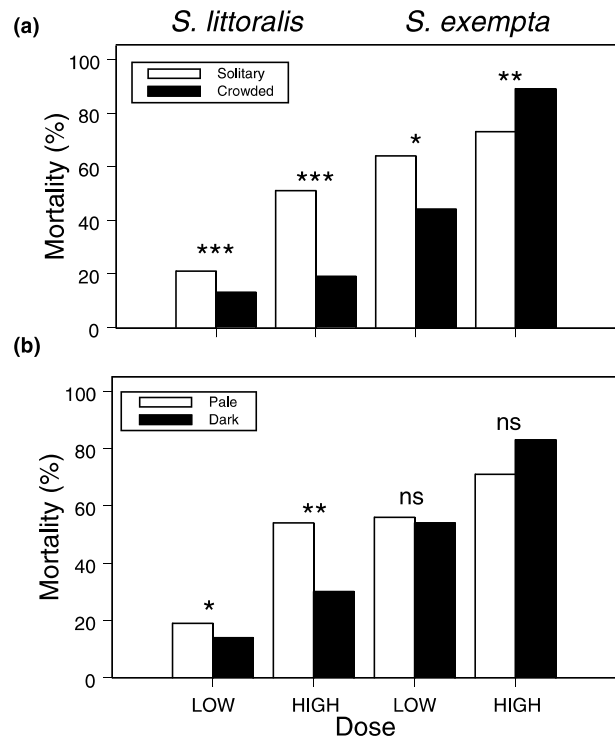 (a)
S. littoralis S. exempta
Solitary
Crowded
Mortality (%)
100
80
60
40
20
0
***
***
*
**
(b)
Pale
Dark
Mortality (%)
100
80
60
40
20
0
*
**
ns
ns
LOW HIGH LOW HIGH
Dose